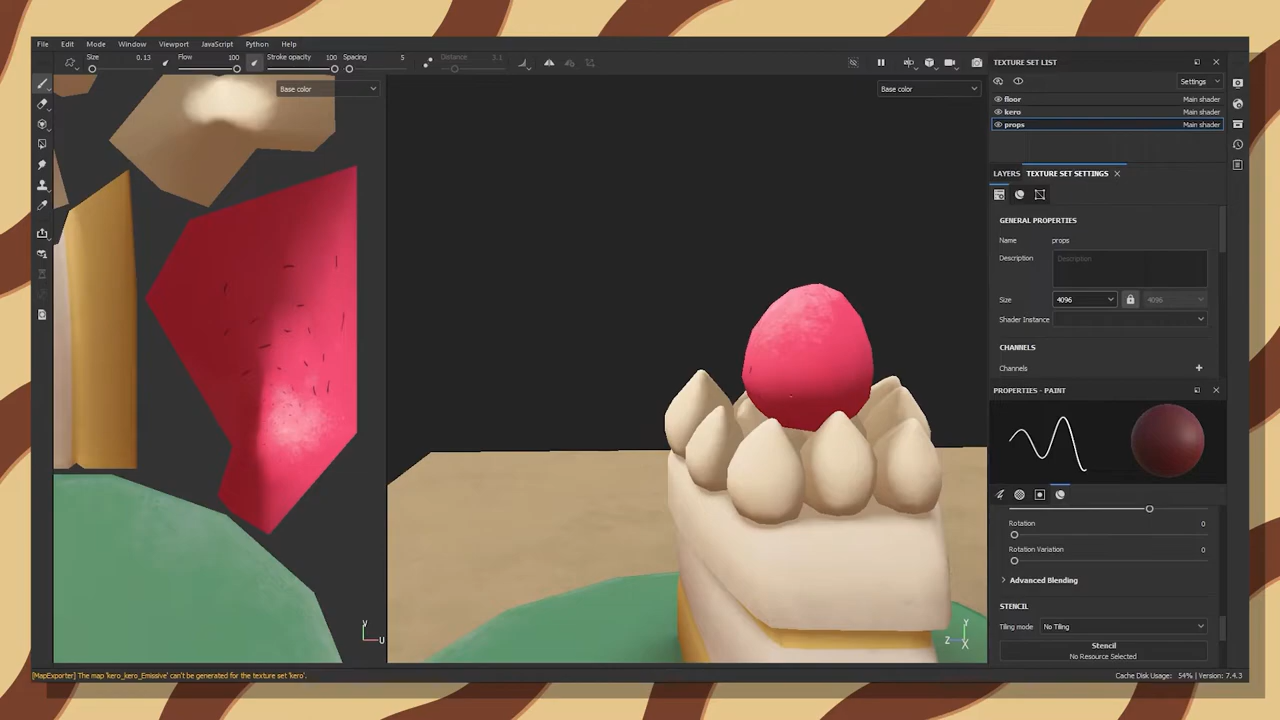 File Edit Mode Window Viewport JavaScript Python Help
Size 0.13 Flow 100 Stroke opacity 100 Spacing 5 Distance 3.1
Base color
Base color
TEXTURE SET LIST
Settings
floor Main shader
kero Main shader
props Main shader
LAYERS TEXTURE SET SETTINGS
GENERAL PROPERTIES
Name props
Description Description
Size 4096 4096
Shader Instance
CHANNELS
Channels +
PROPERTIES - PAINT
Rotation 0
Rotation Variation 0
Advanced Blending
STENCIL
Tiling mode No Tiling
Stencil
No Resource Selected
V
U
Y
Z X
[MapExporter] The map 'kero_kero_Emissive' can't be generated for the texture set 'kero'.
Cache Disk Usage: 54% | Version: 7.4.3